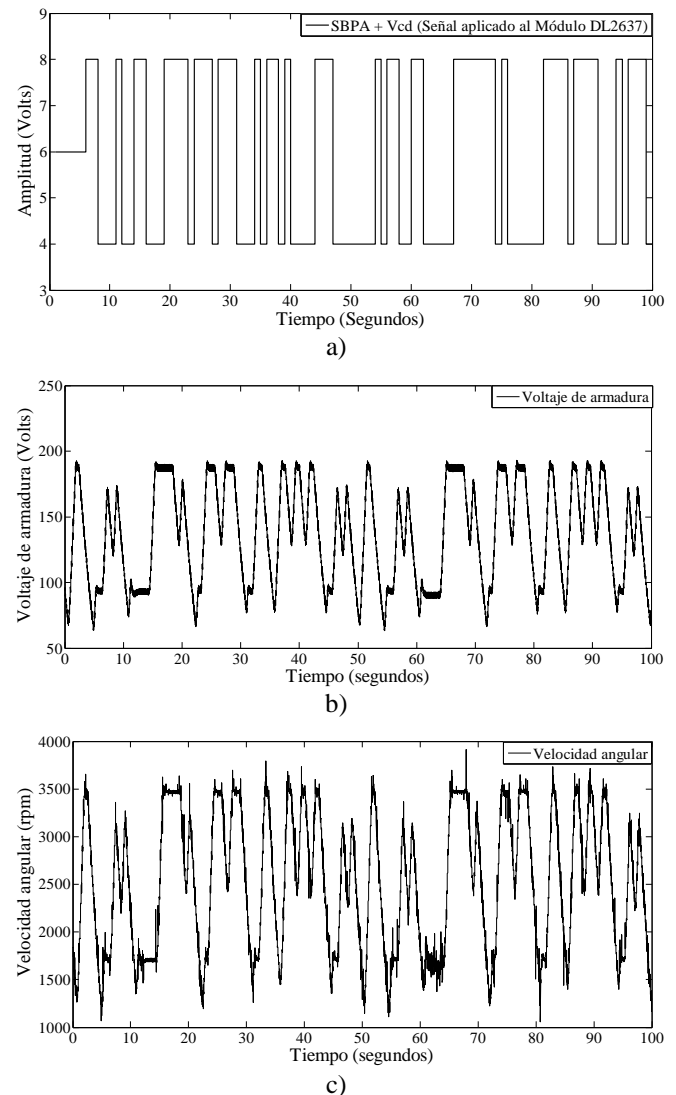 9
8
7
6
5
4
3
Amplitud (Volts)
SBPA + Vcd (Señal aplicado al Módulo DL2637)
0 10 20 30 40 50 60 70 80 90 100
Tiempo (Segundos)
a)
250
200
150
100
50
Voltaje de armadura (Volts)
Voltaje de armadura
0 10 20 30 40 50 60 70 80 90 100
Tiempo (segundos)
b)
4000
3500
3000
2500
2000
1500
1000
Velocidad angular (rpm)
Velocidad angular
0 10 20 30 40 50 60 70 80 90 100
Tiempo (segundos)
c)